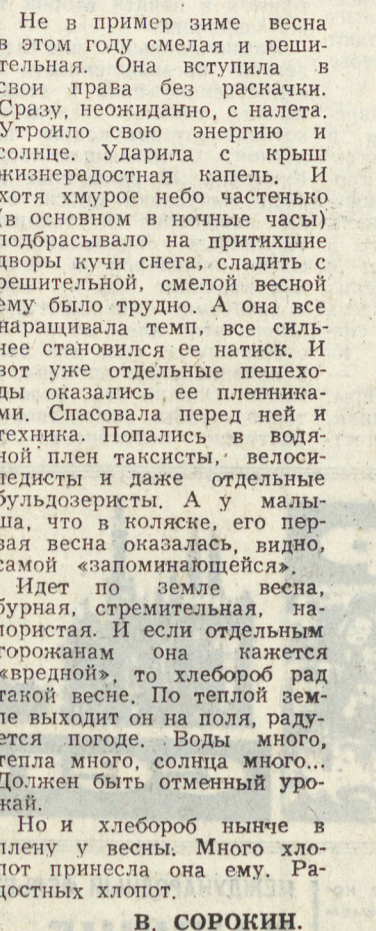 Не в пример зиме весна
в этом году смелая и реши-
тельная. Она вступила в
свои права без раскачки.
Сразу, неожиданно, с налета.
Утроило свою энергию и
солнце. Ударила с крыш
жизнерадостная капель. И
хотя хмурое небо частенько
(в основном в ночные часы)
подбрасывало на притихшие
дворы кучи снега, сладить с
решительной, смелой весной
ему было трудно. А она все
наращивала темп, все силь-
нее становился ее натиск. И
вот уже отдельные пешехо-
ды оказались ее пленника-
ми. Спасовала перед ней и
техника. Попались в водя-
ной плен таксисты, велоси-
педисты и даже отдельные
бульдозеристы. А у малы-
ша, что в коляске, его пер-
вая весна оказалась, видно,
самой «запоминающейся».
Идет по земле весна,
бурная, стремительная, на-
пористая. И если отдельным
горожанам она кажется
«вредной», то хлебороб рад
такой весне. По теплой зем-
ле выходит он на поля, раду-
ется погоде. Воды много,
тепла много, солнца много...
Должен быть отменный уро-
жай.
Но и хлебороб нынче в
плену у весны. Много хло-
пот принесла она ему. Ра-
достных хлопот.
В. СОРОКИН.